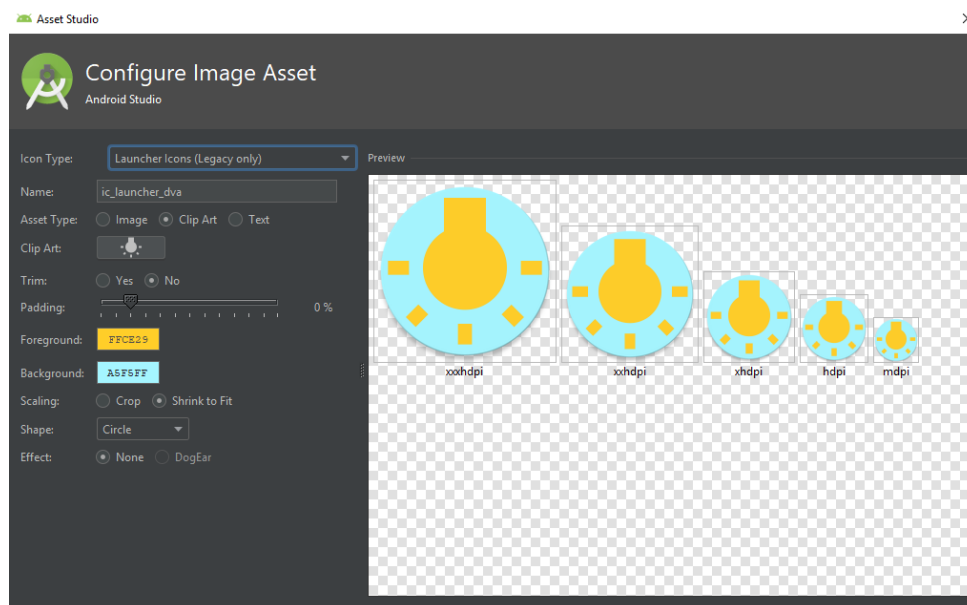 Asset Studio
Configure Image Asset
Android Studio
Icon Type: Launcher Icons (Legacy only)
Preview
Name: ic_launcher_dva
Asset Type: Image Clip Art Text
Clip Art:
Trim: Yes No
Padding: 0 %
Foreground: FFCE29
Background: A5F5FF
Scaling: Crop Shrink to Fit
Shape: Circle
Effect: None DogEar
xxxhdpi xxhdpi xhdpi hdpi mdpi